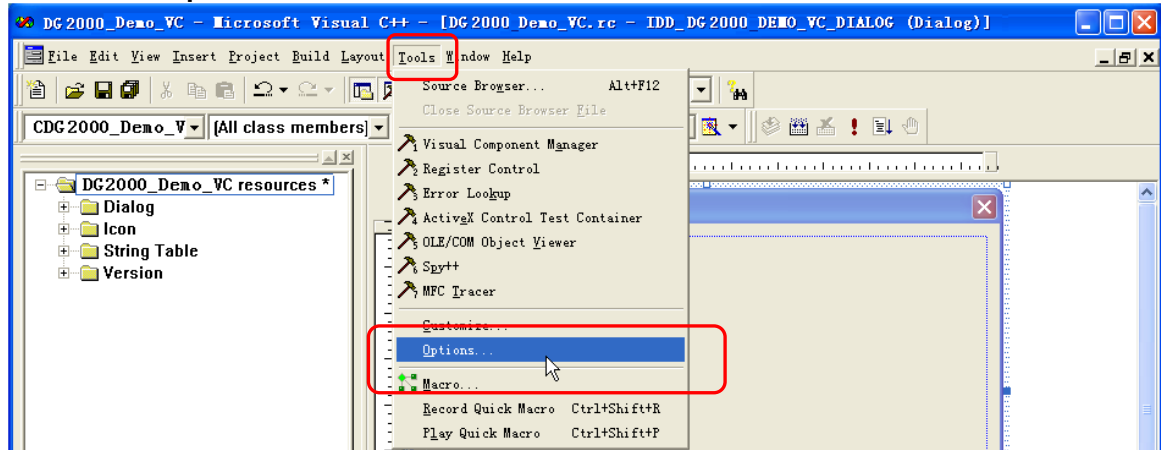 DG2000_Demo_VC - Microsoft Visual C++ - [DG2000_Demo_VC.rc - IDD_DG2000_DEMO_VC_DIALOG (Dialog)]
File Edit View Insert Project Build Layout Tools Window Help
Source Browser... Alt+F12
Close Source Browser File
CDG2000_Demo_V [All class members]
Visual Component Manager
Register Control
Error Lookup
ActiveX Control Test Container
OLE/COM Object Viewer
Spy++
MFC Tracer
Customize...
Options...
Macro...
Record Quick Macro Ctrl+Shift+R
Play Quick Macro Ctrl+Shift+P
DG2000_Demo_VC resources *
Dialog
Icon
String Table
Version